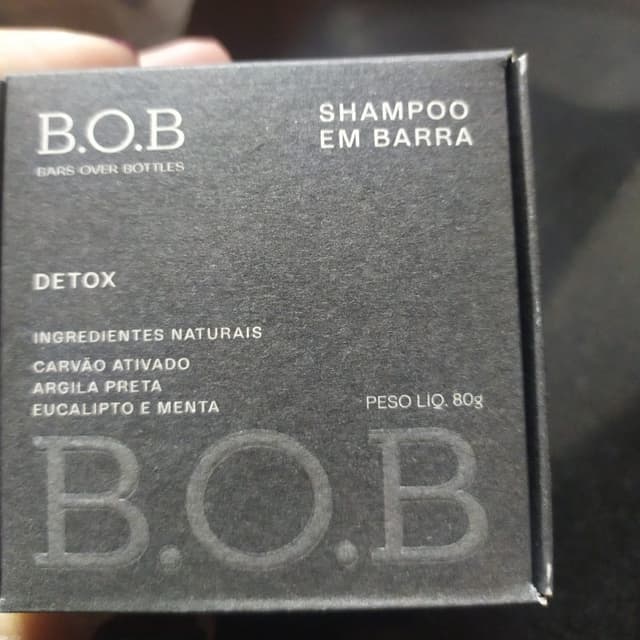 B.O.B
BARS OVER BOTTLES
SHAMPOO
EM BARRA
DETOX
INGREDIENTES NATURAIS
CARVÃO ATIVADO
ARGILA PRETA
EUCALIPTO E MENTA
PESO LIQ. 80g
B.O.B